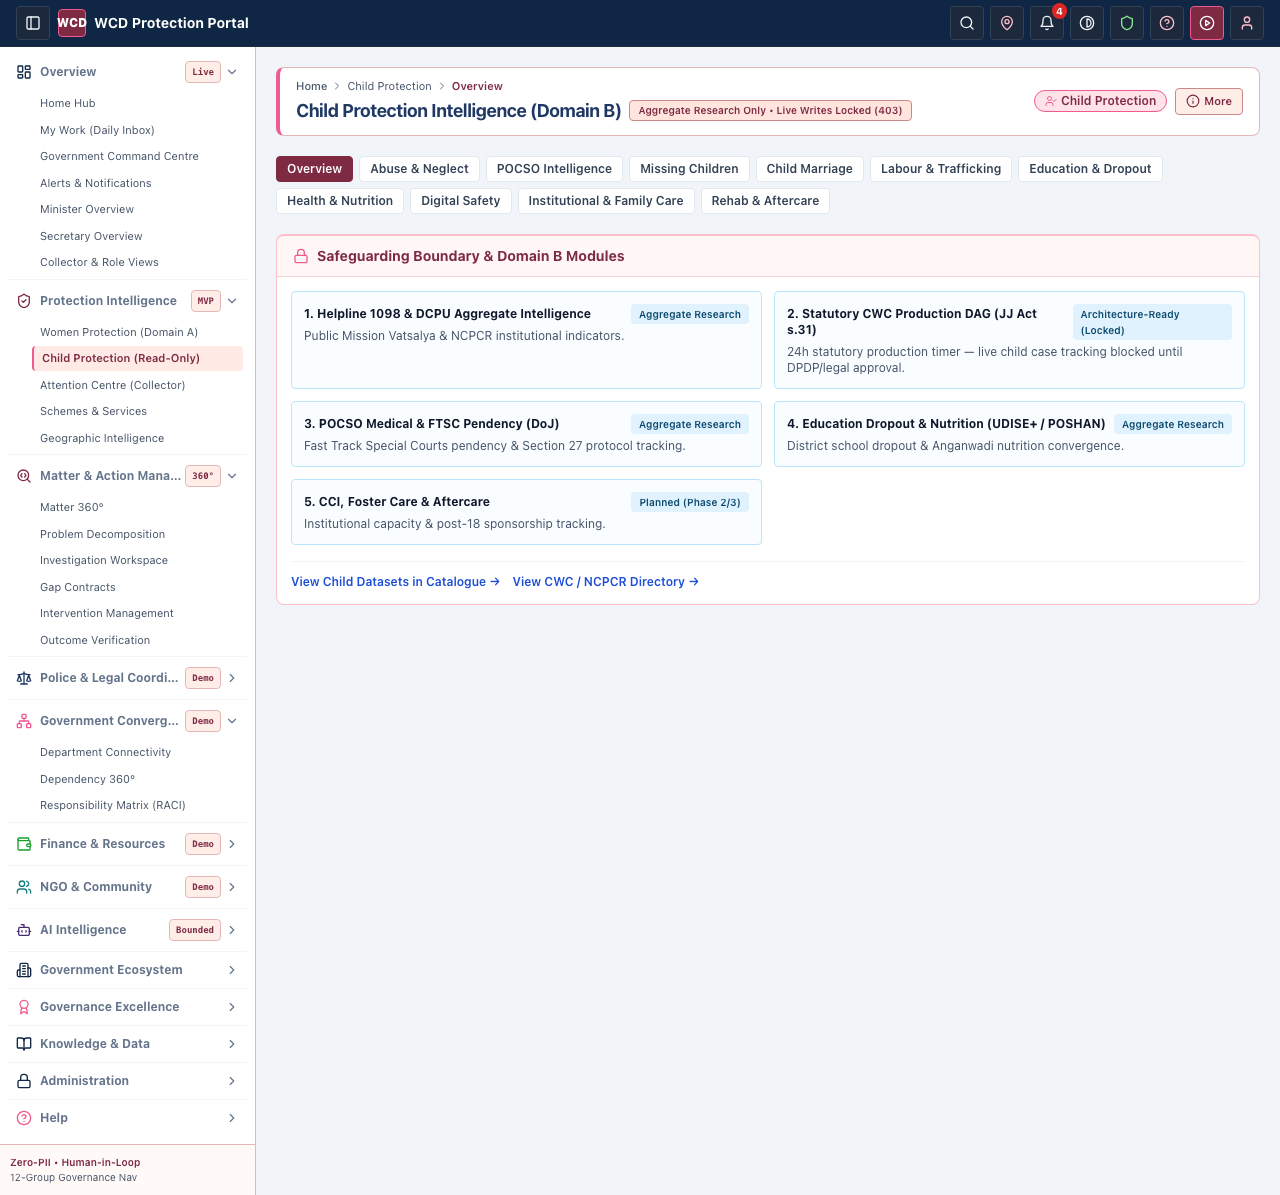 WCD WCD Protection Portal
4
Overview Live
Home Hub
My Work (Daily Inbox)
Government Command Centre
Alerts & Notifications
Minister Overview
Secretary Overview
Collector & Role Views
Protection Intelligence MVP
Women Protection (Domain A)
Child Protection (Read-Only)
Attention Centre (Collector)
Schemes & Services
Geographic Intelligence
Matter & Action Mana... 360°
Matter 360°
Problem Decomposition
Investigation Workspace
Gap Contracts
Intervention Management
Outcome Verification
Police & Legal Coordi... Demo
Government Converg... Demo
Department Connectivity
Dependency 360°
Responsibility Matrix (RACI)
Finance & Resources Demo
NGO & Community Demo
AI Intelligence Bounded
Government Ecosystem
Governance Excellence
Knowledge & Data
Administration
Help
Zero-PII • Human-in-Loop
12-Group Governance Nav
Home > Child Protection > Overview
Child Protection Intelligence (Domain B) Aggregate Research Only • Live Writes Locked (403)
Child Protection More
Overview Abuse & Neglect POCSO Intelligence Missing Children Child Marriage Labour & Trafficking Education & Dropout
Health & Nutrition Digital Safety Institutional & Family Care Rehab & Aftercare
Safeguarding Boundary & Domain B Modules
1. Helpline 1098 & DCPU Aggregate Intelligence Aggregate Research
Public Mission Vatsalya & NCPCR institutional indicators.
2. Statutory CWC Production DAG (JJ Act
s.31)
Architecture-Ready
(Locked)
24h statutory production timer — live child case tracking blocked until
DPDP/legal approval.
3. POCSO Medical & FTSC Pendency (DoJ) Aggregate Research
Fast Track Special Courts pendency & Section 27 protocol tracking.
4. Education Dropout & Nutrition (UDISE+ / POSHAN) Aggregate Research
District school dropout & Anganwadi nutrition convergence.
5. CCI, Foster Care & Aftercare Planned (Phase 2/3)
Institutional capacity & post-18 sponsorship tracking.
View Child Datasets in Catalogue → View CWC / NCPCR Directory →